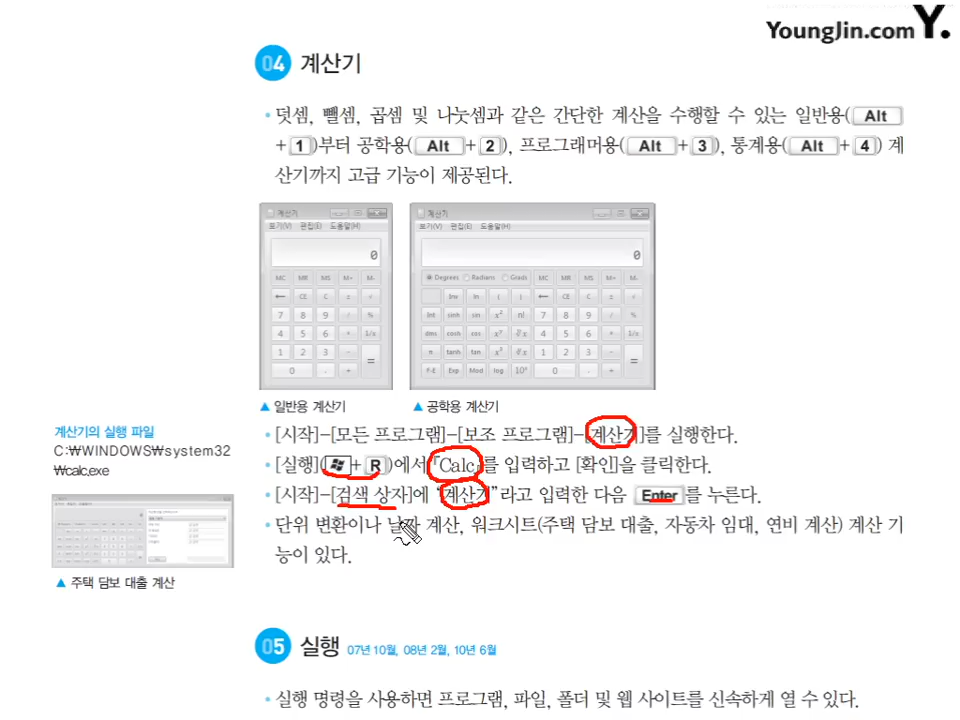 YoungJin.com Y.
04 계산기
• 덧셈, 뺄셈, 곱셈 및 나눗셈과 같은 간단한 계산을 수행할 수 있는 일반용(Alt
+1)부터 공학용(Alt+2), 프로그래머용(Alt+3), 통계용(Alt+4) 계
산기까지 고급 기능이 제공된다.
계산기
보기(V) 편집(E) 도움말(H)
0
MC MR MS M+ M-
← CE C ± √
7 8 9 / %
4 5 6 * 1/x
1 2 3 - =
0 . +
계산기
보기(V) 편집(E) 도움말(H)
0
Degrees Radians Grads MC MR MS M+ M-
Inv ln ( ) ← CE C ± √
Int sinh sin x² n! 7 8 9 / %
dms cosh cos xʸ ʸ√x 4 5 6 * 1/x
π tanh tan x³ ³√x 1 2 3 - =
F-E Exp Mod log 10ˣ 0 . +
▲ 일반용 계산기
▲ 공학용 계산기
• [시작]-[모든 프로그램]-[보조 프로그램]-[계산기]를 실행한다.
계산기의 실행 파일
C:₩WINDOWS₩system32
₩calc.exe
• [실행](+R)에서 『Calc』를 입력하고 [확인]을 클릭한다.
• [시작]-[검색 상자]에 “계산기”라고 입력한 다음 Enter를 누른다.
• 단위 변환이나 날짜 계산, 워크시트(주택 담보 대출, 자동차 임대, 연비 계산) 계산 기
능이 있다.
▲ 주택 담보 대출 계산
05 실행 07년 10월, 08년 2월, 10년 6월
• 실행 명령을 사용하면 프로그램, 파일, 폴더 및 웹 사이트를 신속하게 열 수 있다.